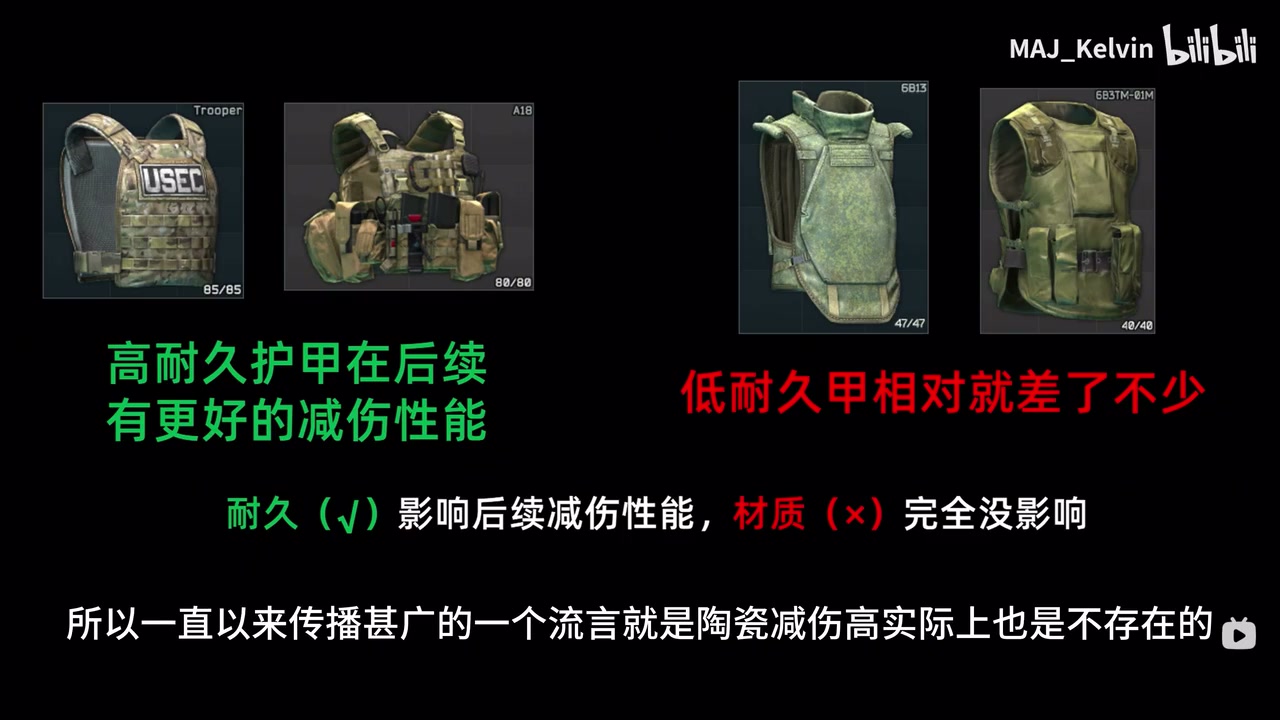 MAJ_Kelvin bilibili
Trooper
USEC
85/85
A18
80/80
6B13
47/47
6B3TM-01M
40/40
高耐久护甲在后续
有更好的减伤性能
低耐久甲相对就差了不少
耐久（√）影响后续减伤性能，材质（×）完全没影响
所以一直以来传播甚广的一个流言就是陶瓷减伤高实际上也是不存在的